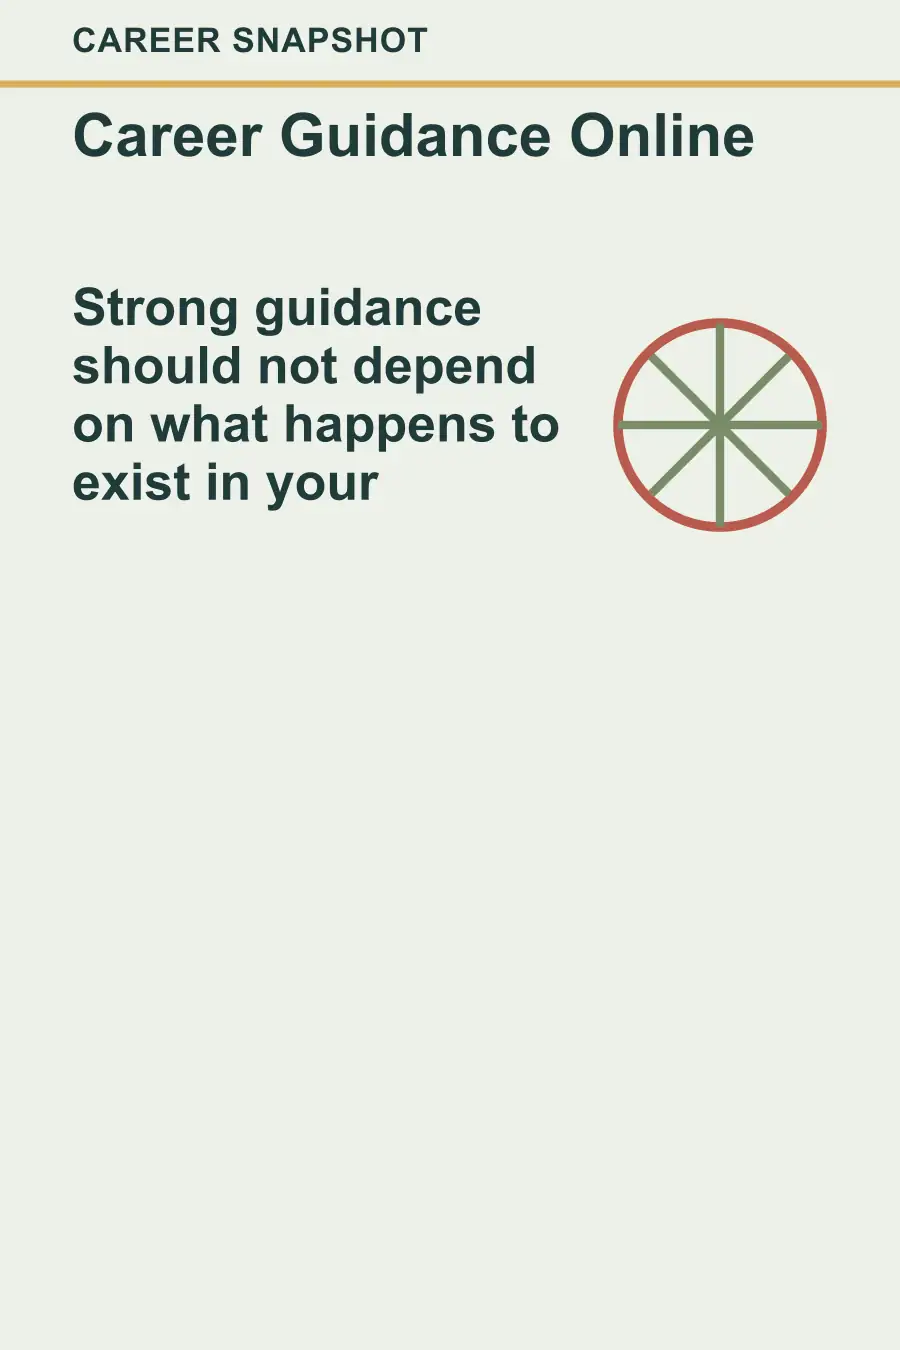 CAREER SNAPSHOT
Career Guidance Online
Strong guidance
should not depend
on what happens to
exist in your